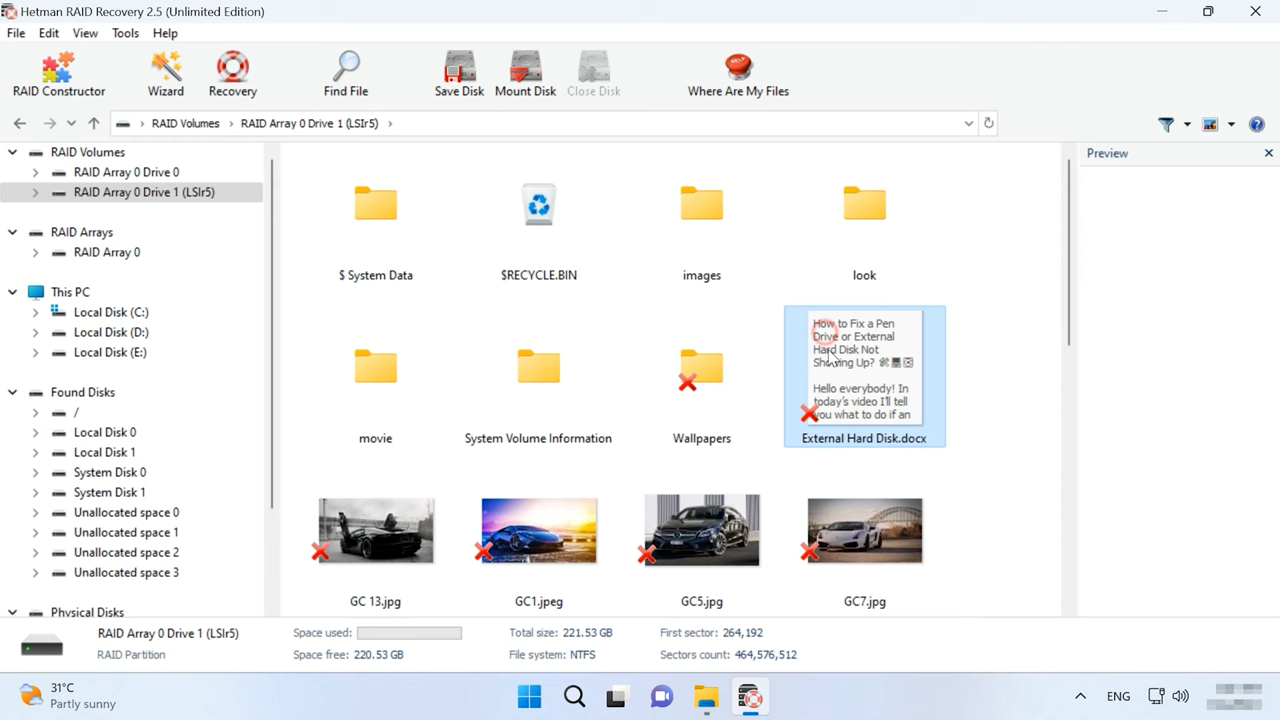 Hetman RAID Recovery 2.5 (Unlimited Edition)
File Edit View Tools Help
RAID Constructor Wizard Recovery Find File Save Disk Mount Disk Close Disk HELP Where Are My Files
RAID Volumes RAID Array 0 Drive 1 (LSIr5)
RAID Volumes
RAID Array 0 Drive 0
RAID Array 0 Drive 1 (LSIr5)
RAID Arrays
RAID Array 0
This PC
Local Disk (C:)
Local Disk (D:)
Local Disk (E:)
Found Disks
/
Local Disk 0
Local Disk 1
System Disk 0
System Disk 1
Unallocated space 0
Unallocated space 1
Unallocated space 2
Unallocated space 3
Physical Disks
$ System Data $RECYCLE.BIN images look
How to Fix a Pen
Drive or External
Hard Disk Not
Showing Up?
Hello everybody! In
today's video I'll tell
you what to do if an
movie System Volume Information Wallpapers External Hard Disk.docx
GC 13.jpg GC1.jpeg GC5.jpg GC7.jpg
Preview
RAID Array 0 Drive 1 (LSIr5) Space used: Total size: 221.53 GB First sector: 264,192
RAID Partition Space free: 220.53 GB File system: NTFS Sectors count: 464,576,512
31°C
Partly sunny
ENG